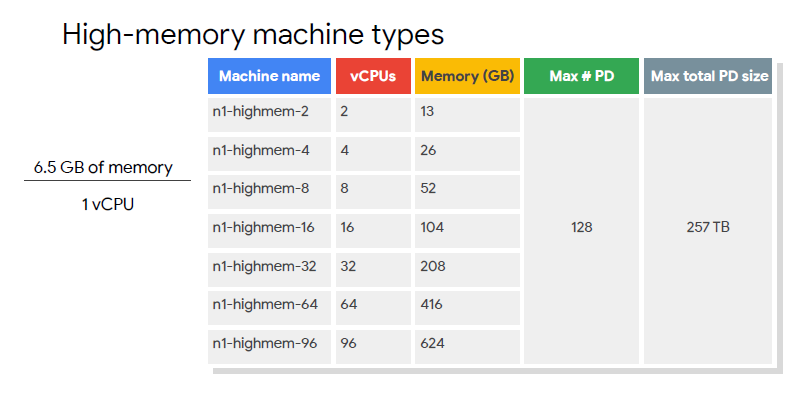 High-memory machine types
Machine name vCPUs Memory (GB) Max # PD Max total PD size
n1-highmem-2 2 13
n1-highmem-4 4 26
6.5 GB of memory
1 vCPU
n1-highmem-8 8 52
n1-highmem-16 16 104 128 257 TB
n1-highmem-32 32 208
n1-highmem-64 64 416
n1-highmem-96 96 624